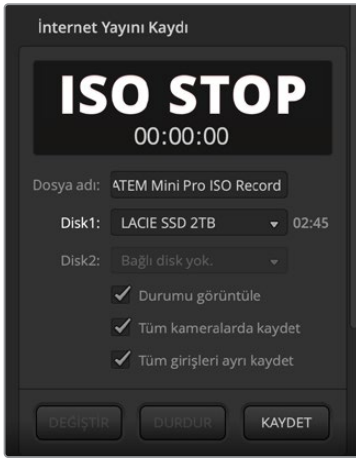 İnternet Yayını Kaydı
ISO STOP
00:00:00
Dosya adı: ATEM Mini Pro ISO Record
Disk1: LACIE SSD 2TB 02:45
Disk2: Bağlı disk yok.
Durumu görüntüle
Tüm kameralarda kaydet
Tüm girişleri ayrı kaydet
DEĞİŞTİR DURDUR KAYDET